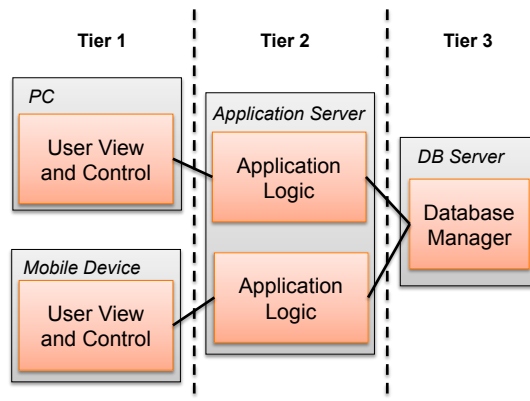 Tier 1
Tier 2
Tier 3
PC
User View
and Control
Mobile Device
User View
and Control
Application Server
Application
Logic
Application
Logic
DB Server
Database
Manager